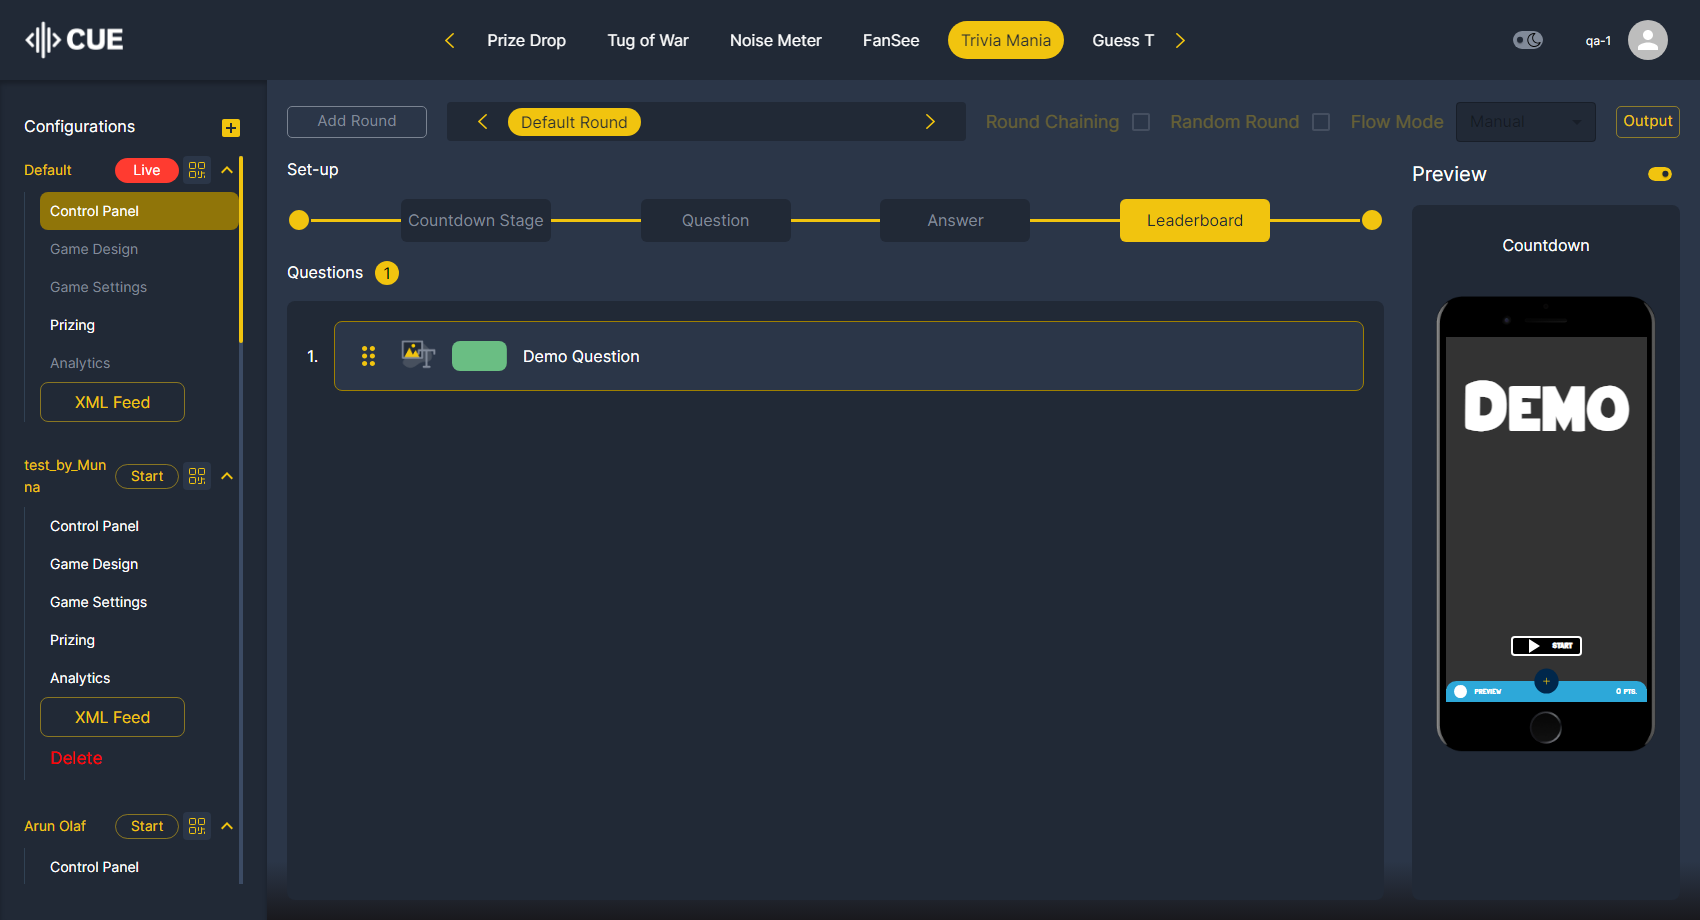 CUE
Prize Drop
Tug of War
Noise Meter
FanSee
Trivia Mania
Guess T
qa-1
Configurations
Default
Live
Control Panel
Game Design
Game Settings
Prizing
Analytics
XML Feed
test_by_Mun
na
Start
Control Panel
Game Design
Game Settings
Prizing
Analytics
XML Feed
Delete
Arun Olaf
Start
Control Panel
Add Round
Default Round
Round Chaining
Random Round
Flow Mode
Manual
Output
Set-up
Countdown Stage
Question
Answer
Leaderboard
Questions 1
1.
Demo Question
Preview
Countdown
DEMO
START
PREVIEW
0 PTS.